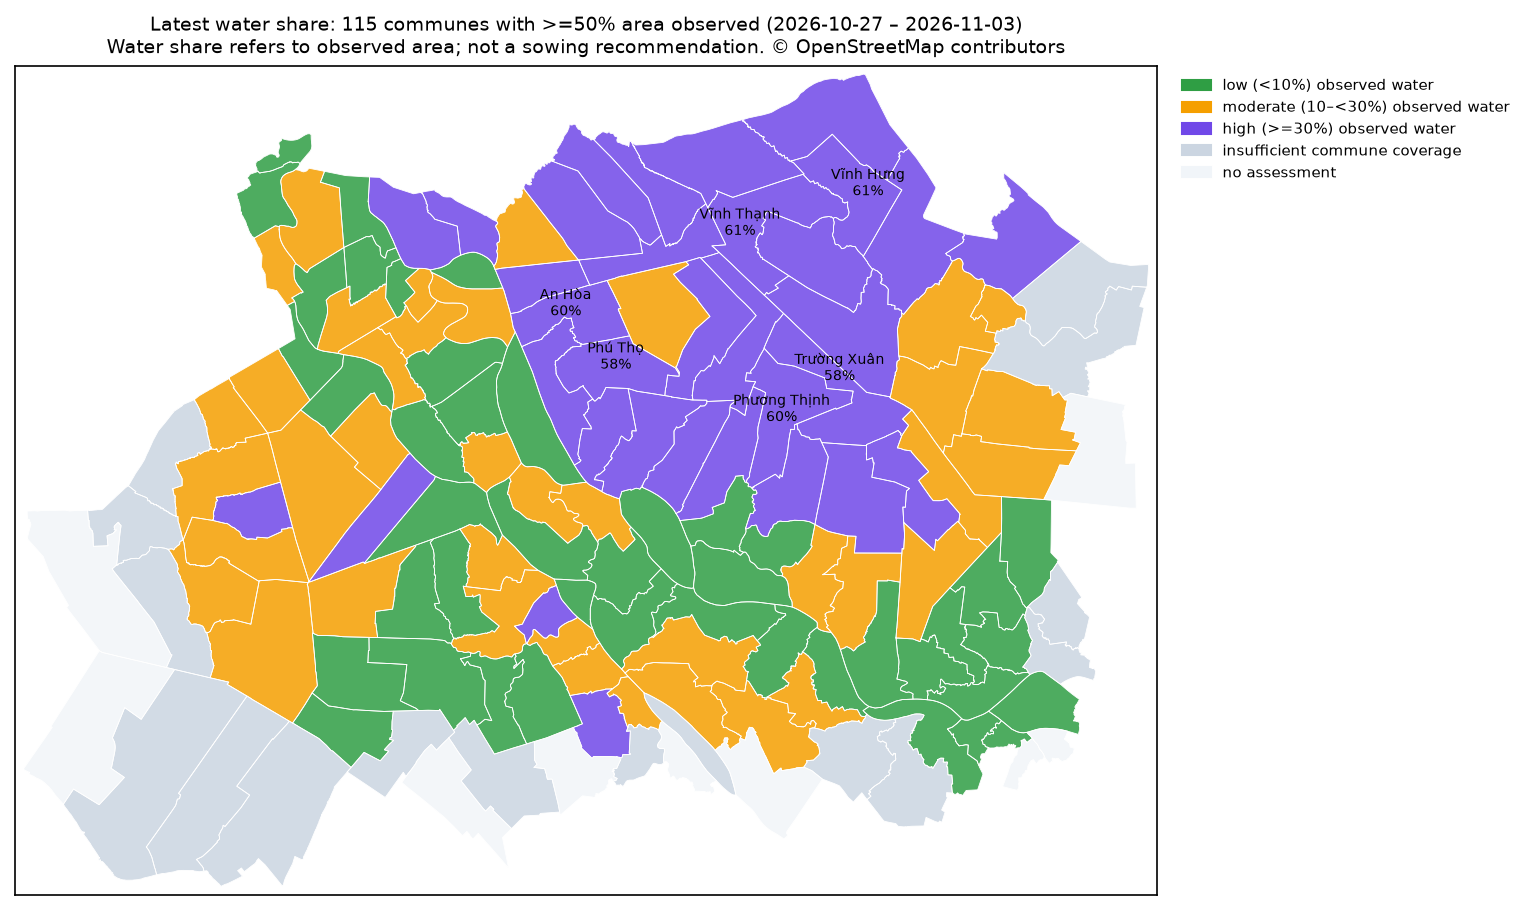 Latest water share: 115 communes with >=50% area observed (2026-10-27 – 2026-11-03)
Water share refers to observed area; not a sowing recommendation. © OpenStreetMap contributors
low (<10%) observed water
moderate (10–<30%) observed water
high (>=30%) observed water
insufficient commune coverage
no assessment
Vĩnh Hưng
61%
Vĩnh Thạnh
61%
An Hòa
60%
Phú Thọ
58%
Trường Xuân
58%
Phương Thịnh
60%